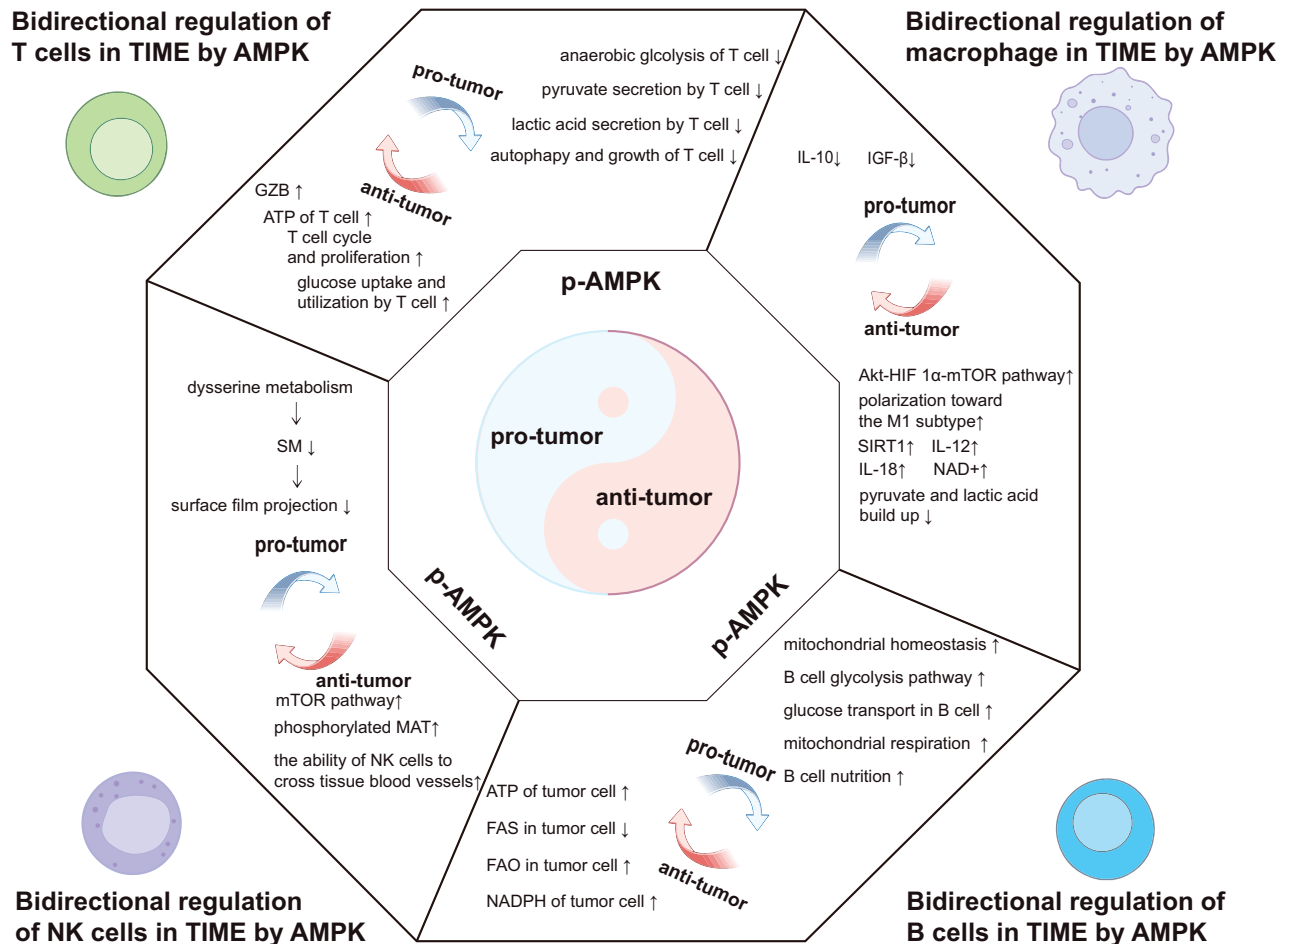 Bidirectional regulation of
T cells in TIME by AMPK
Bidirectional regulation of
macrophage in TIME by AMPK
pro-tumor
anti-tumor
anaerobic glcolysis of T cell ↓
pyruvate secretion by T cell ↓
lactic acid secretion by T cell ↓
autophapy and growth of T cell ↓
GZB ↑
ATP of T cell ↑
T cell cycle
and proliferation ↑
glucose uptake and
utilization by T cell ↑
IL-10↓ IGF-β↓
pro-tumor
anti-tumor
Akt-HIF 1α-mTOR pathway↑
polarization toward
the M1 subtype↑
SIRT1↑ IL-12↑
IL-18↑ NAD+↑
pyruvate and lactic acid
build up ↓
p-AMPK
pro-tumor
anti-tumor
p-AMPK
p-AMPK
dysserine metabolism
↓
SM ↓
↓
surface film projection ↓
pro-tumor
anti-tumor
mTOR pathway↑
phosphorylated MAT↑
the ability of NK cells to
cross tissue blood vessels↑
mitochondrial homeostasis ↑
B cell glycolysis pathway ↑
glucose transport in B cell ↑
mitochondrial respiration ↑
B cell nutrition ↑
pro-tumor
anti-tumor
ATP of tumor cell ↑
FAS in tumor cell ↓
FAO in tumor cell ↑
NADPH of tumor cell ↑
Bidirectional regulation
of NK cells in TIME by AMPK
Bidirectional regulation of
B cells in TIME by AMPK